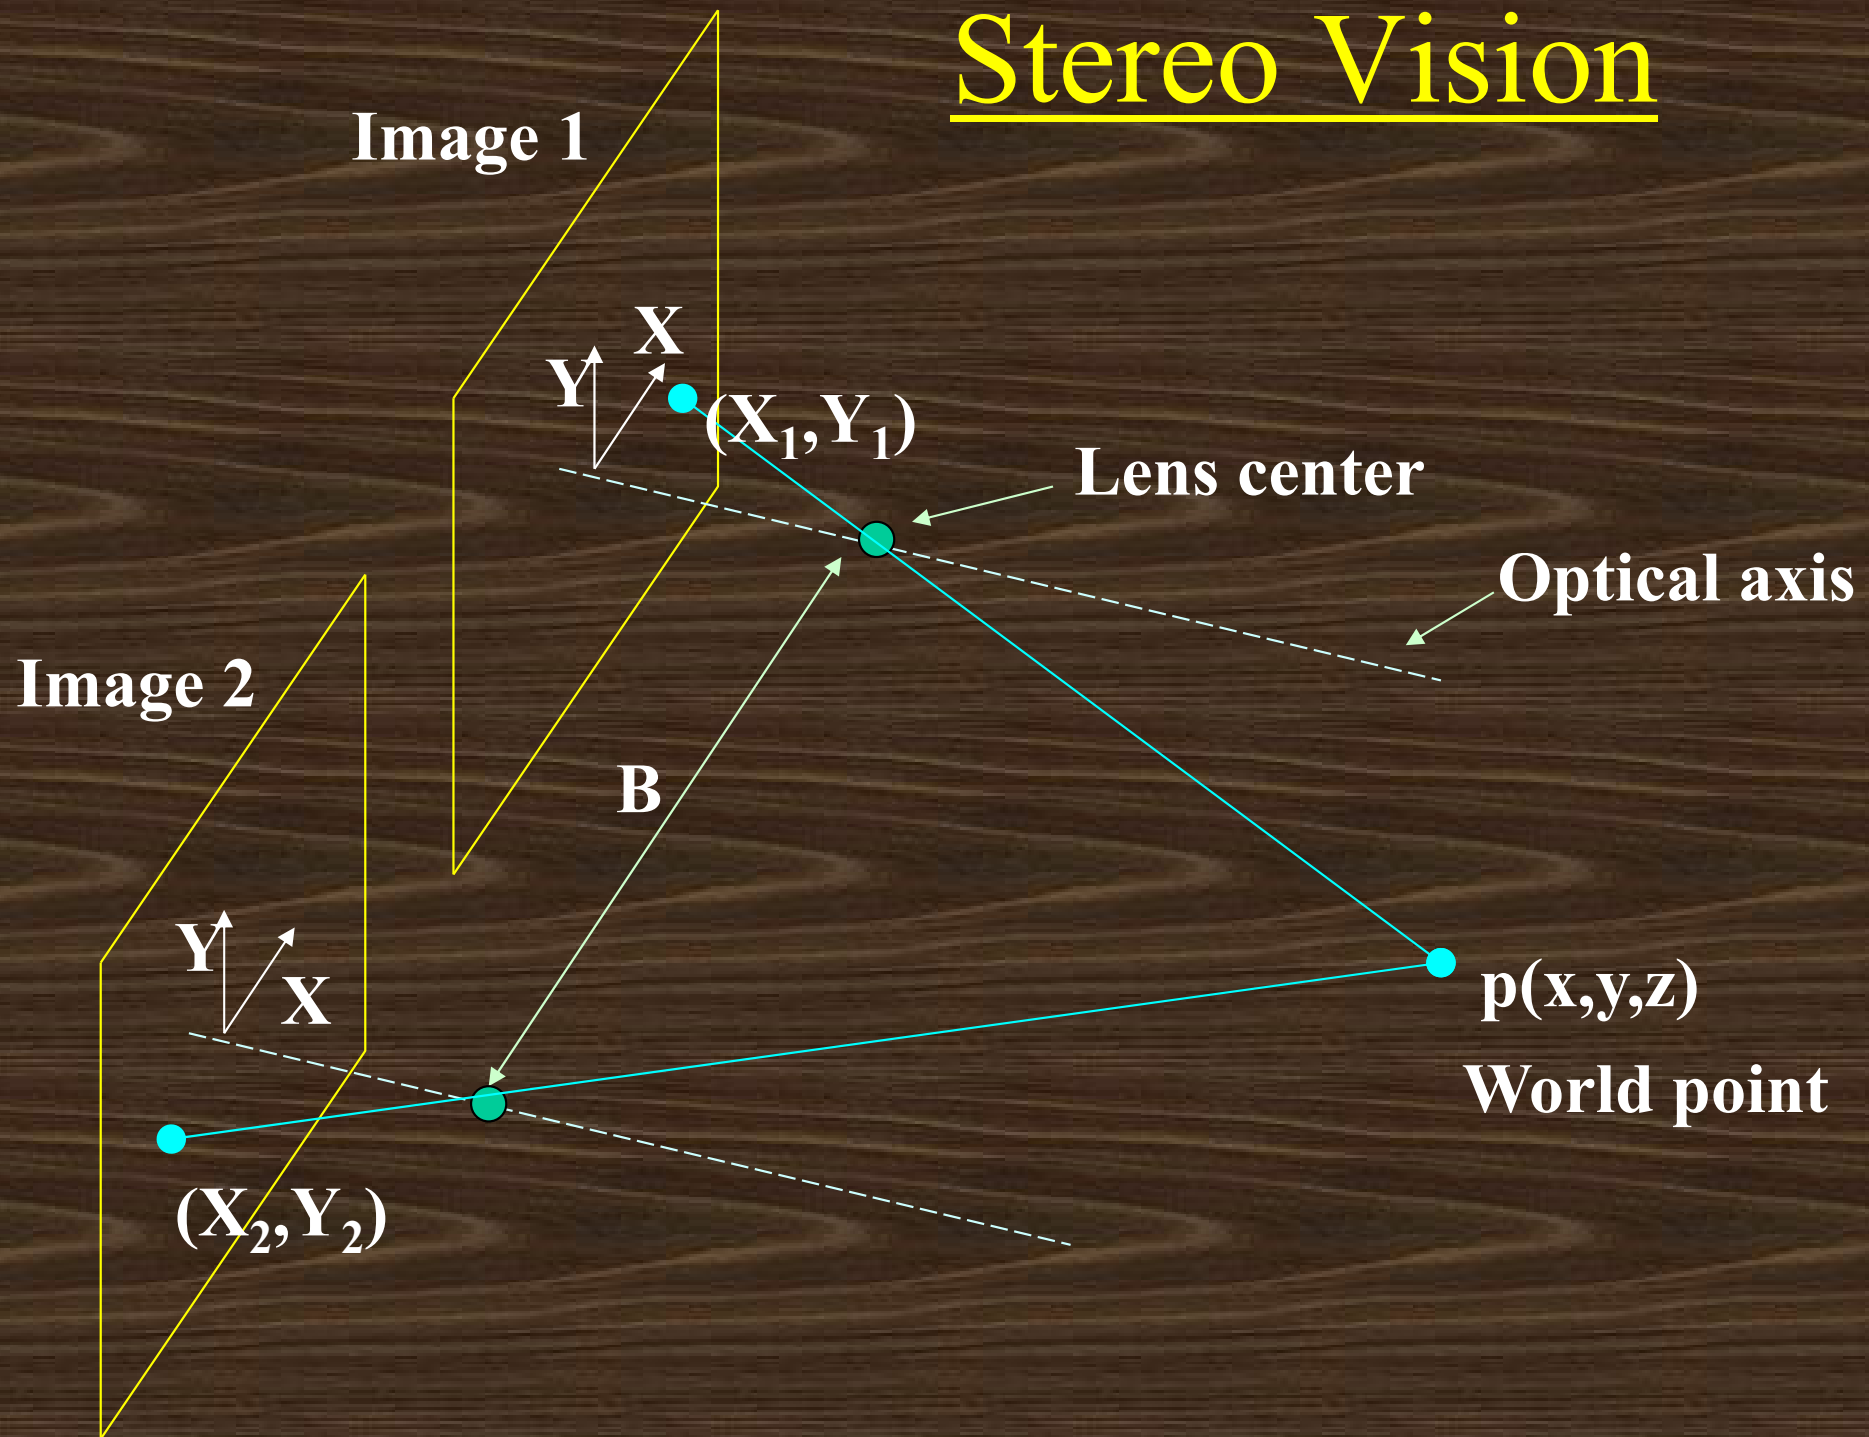 Stereo Vision
Image 1
X
Y
(X₁,Y₁)
Lens center
Optical axis
Image 2
B
Y
X
p(x,y,z)
World point
(X₂,Y₂)